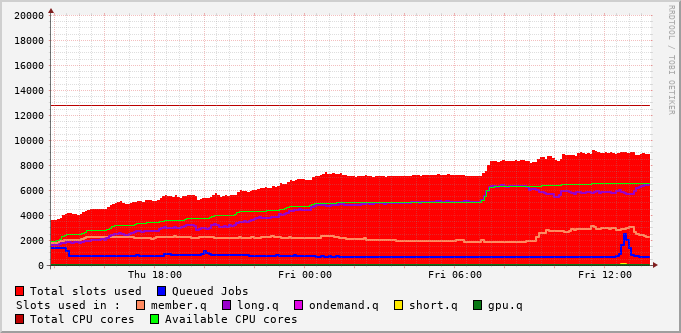 RRDTOOL / TOBI OETIKER
20000
18000
16000
14000
12000
10000
8000
6000
4000
2000
0
Thu 18:00 Fri 00:00 Fri 06:00 Fri 12:00
Total slots used Queued Jobs
Slots used in : member.q long.q ondemand.q short.q gpu.q
Total CPU cores Available CPU cores